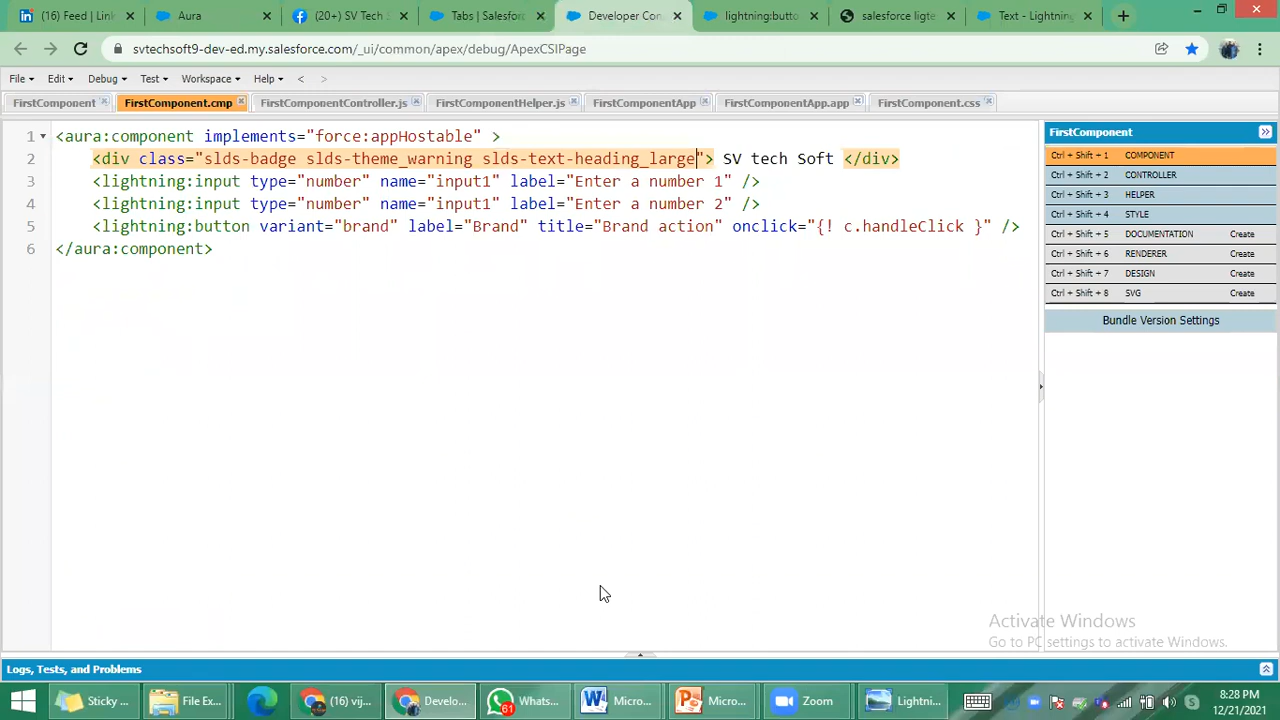 (16) Feed | Link
Aura
(20+) SV Tech S
Tabs | Salesfor
Developer Con
lightning:butto
salesforce ligte
Text - Lightnin
svtechsoft9-dev-ed.my.salesforce.com/_ui/common/apex/debug/ApexCSIPage
File Edit Debug Test Workspace Help < >
FirstComponent FirstComponent.cmp FirstComponentController.js FirstComponentHelper.js FirstComponentApp FirstComponentApp.app FirstComponent.css
1 <aura:component implements="force:appHostable" >
2 <div class="slds-badge slds-theme_warning slds-text-heading_large"> SV tech Soft </div>
3 <lightning:input type="number" name="input1" label="Enter a number 1" />
4 <lightning:input type="number" name="input1" label="Enter a number 2" />
5 <lightning:button variant="brand" label="Brand" title="Brand action" onclick="{! c.handleClick }" />
6 </aura:component>
FirstComponent
Ctrl + Shift + 1 COMPONENT
Ctrl + Shift + 2 CONTROLLER
Ctrl + Shift + 3 HELPER
Ctrl + Shift + 4 STYLE
Ctrl + Shift + 5 DOCUMENTATION Create
Ctrl + Shift + 6 RENDERER Create
Ctrl + Shift + 7 DESIGN Create
Ctrl + Shift + 8 SVG Create
Bundle Version Settings
Activate Windows
Go to PC settings to activate Windows.
Logs, Tests, and Problems
Sticky ...
File Ex...
(16) vij...
Develo...
61
Whats...
Micro...
Micro...
Zoom
Lightni...
8:28 PM
12/21/2021